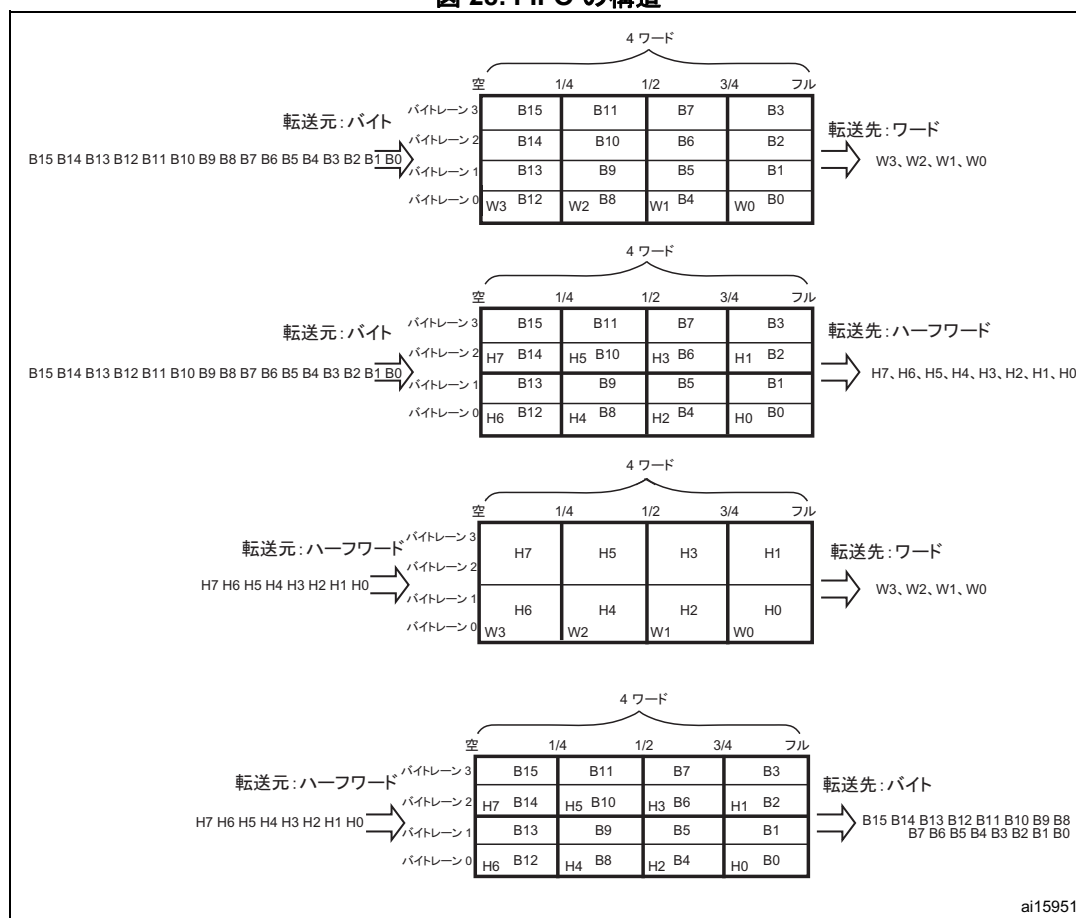 4 ワード
空 1/4 1/2 3/4 フル
転送元：バイト
B15 B14 B13 B12 B11 B10 B9 B8 B7 B6 B5 B4 B3 B2 B1 B0
バイトレーン 3 B15 B11 B7 B3
バイトレーン 2 B14 B10 B6 B2
バイトレーン 1 B13 B9 B5 B1
バイトレーン 0 W3 B12 W2 B8 W1 B4 W0 B0
転送先：ワード
W3、W2、W1、W0
4 ワード
空 1/4 1/2 3/4 フル
転送元：バイト
B15 B14 B13 B12 B11 B10 B9 B8 B7 B6 B5 B4 B3 B2 B1 B0
バイトレーン 3 B15 B11 B7 B3
バイトレーン 2 H7 B14 H5 B10 H3 B6 H1 B2
バイトレーン 1 B13 B9 B5 B1
バイトレーン 0 H6 B12 H4 B8 H2 B4 H0 B0
転送先：ハーフワード
H7、H6、H5、H4、H3、H2、H1、H0
4 ワード
空 1/4 1/2 3/4 フル
転送元：ハーフワード
H7 H6 H5 H4 H3 H2 H1 H0
バイトレーン 3
H7 H5 H3 H1
バイトレーン 2
バイトレーン 1
H6 H4 H2 H0
バイトレーン 0 W3 W2 W1 W0
転送先：ワード
W3、W2、W1、W0
4 ワード
空 1/4 1/2 3/4 フル
転送元：ハーフワード
H7 H6 H5 H4 H3 H2 H1 H0
バイトレーン 3 B15 B11 B7 B3
バイトレーン 2 H7 B14 H5 B10 H3 B6 H1 B2
バイトレーン 1 B13 B9 B5 B1
バイトレーン 0 H6 B12 H4 B8 H2 B4 H0 B0
転送先：バイト
B15 B14 B13 B12 B11 B10 B9 B8
B7 B6 B5 B4 B3 B2 B1 B0
ai15951